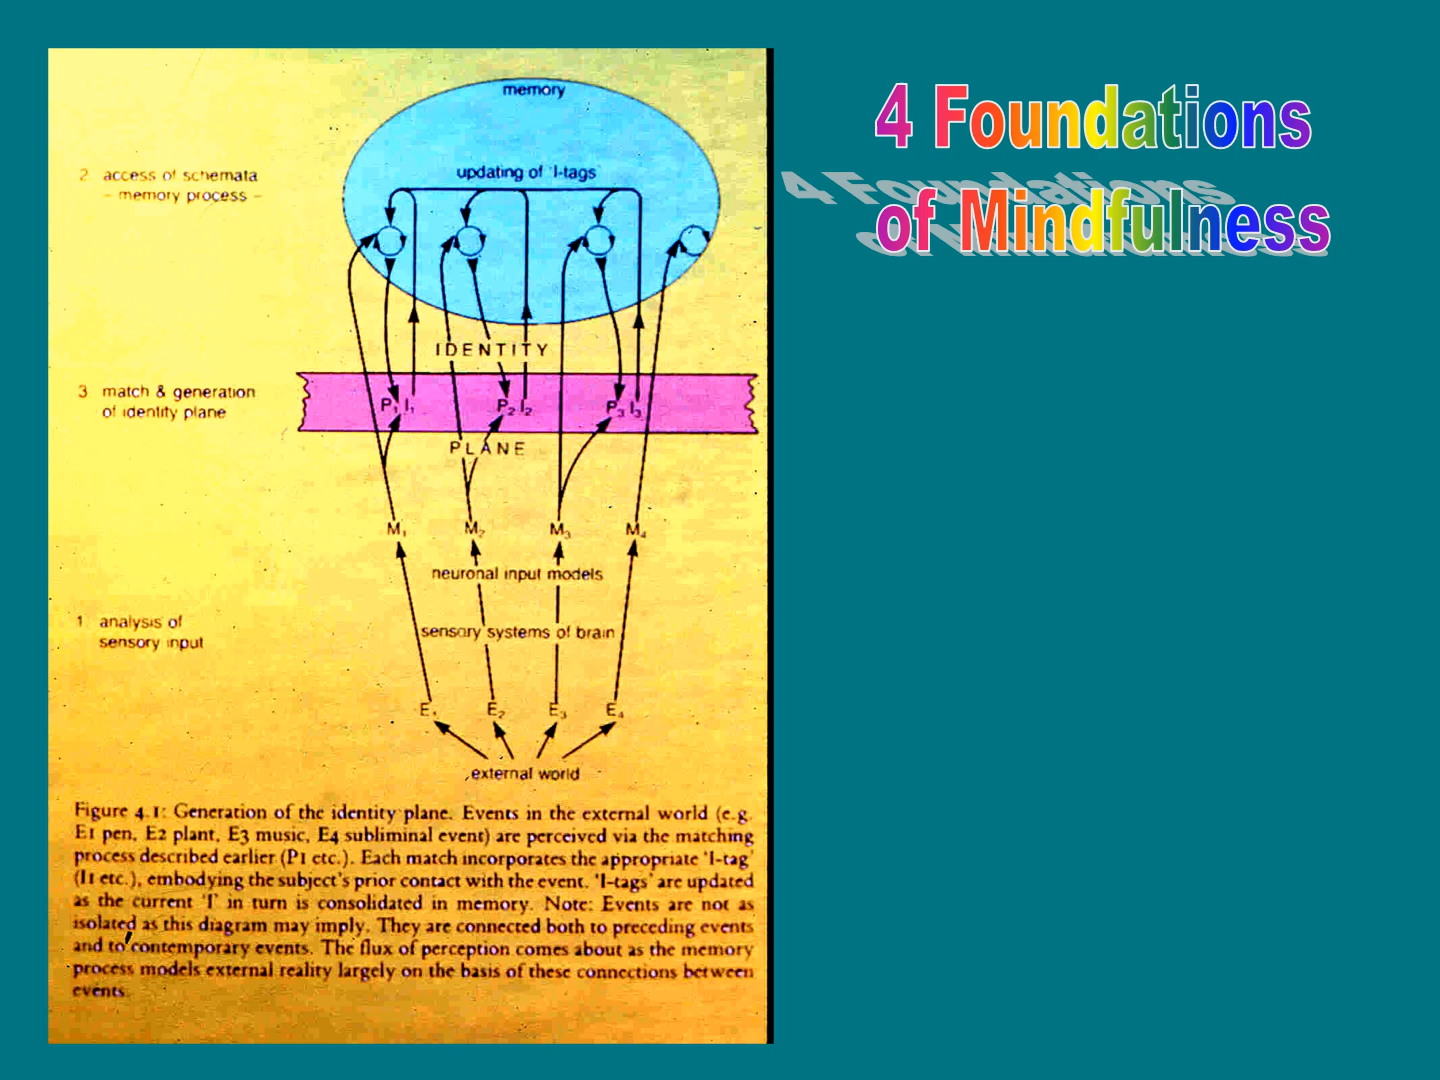 4 Foundations
of Mindfulness
memory
2 access of schemata
– memory process –
updating of 'I-tags'
IDENTITY
3 match & generation
of identity plane
P₁ I₁ P₂ I₂ P₃ I₃
PLANE
M₁ M₂ M₃ M₄
neuronal input models
1 analysis of
sensory input
sensory systems of brain
E₁ E₂ E₃ E₄
external world
Figure 4.1: Generation of the identity plane. Events in the external world (e.g.
E1 pen, E2 plant, E3 music, E4 subliminal event) are perceived via the matching
process described earlier (P1 etc.). Each match incorporates the appropriate 'I-tag'
(I1 etc.), embodying the subject's prior contact with the event. 'I-tags' are updated
as the current 'I' in turn is consolidated in memory. Note: Events are not as
isolated as this diagram may imply. They are connected both to preceding events
and to contemporary events. The flux of perception comes about as the memory
process models external reality largely on the basis of these connections between
events.